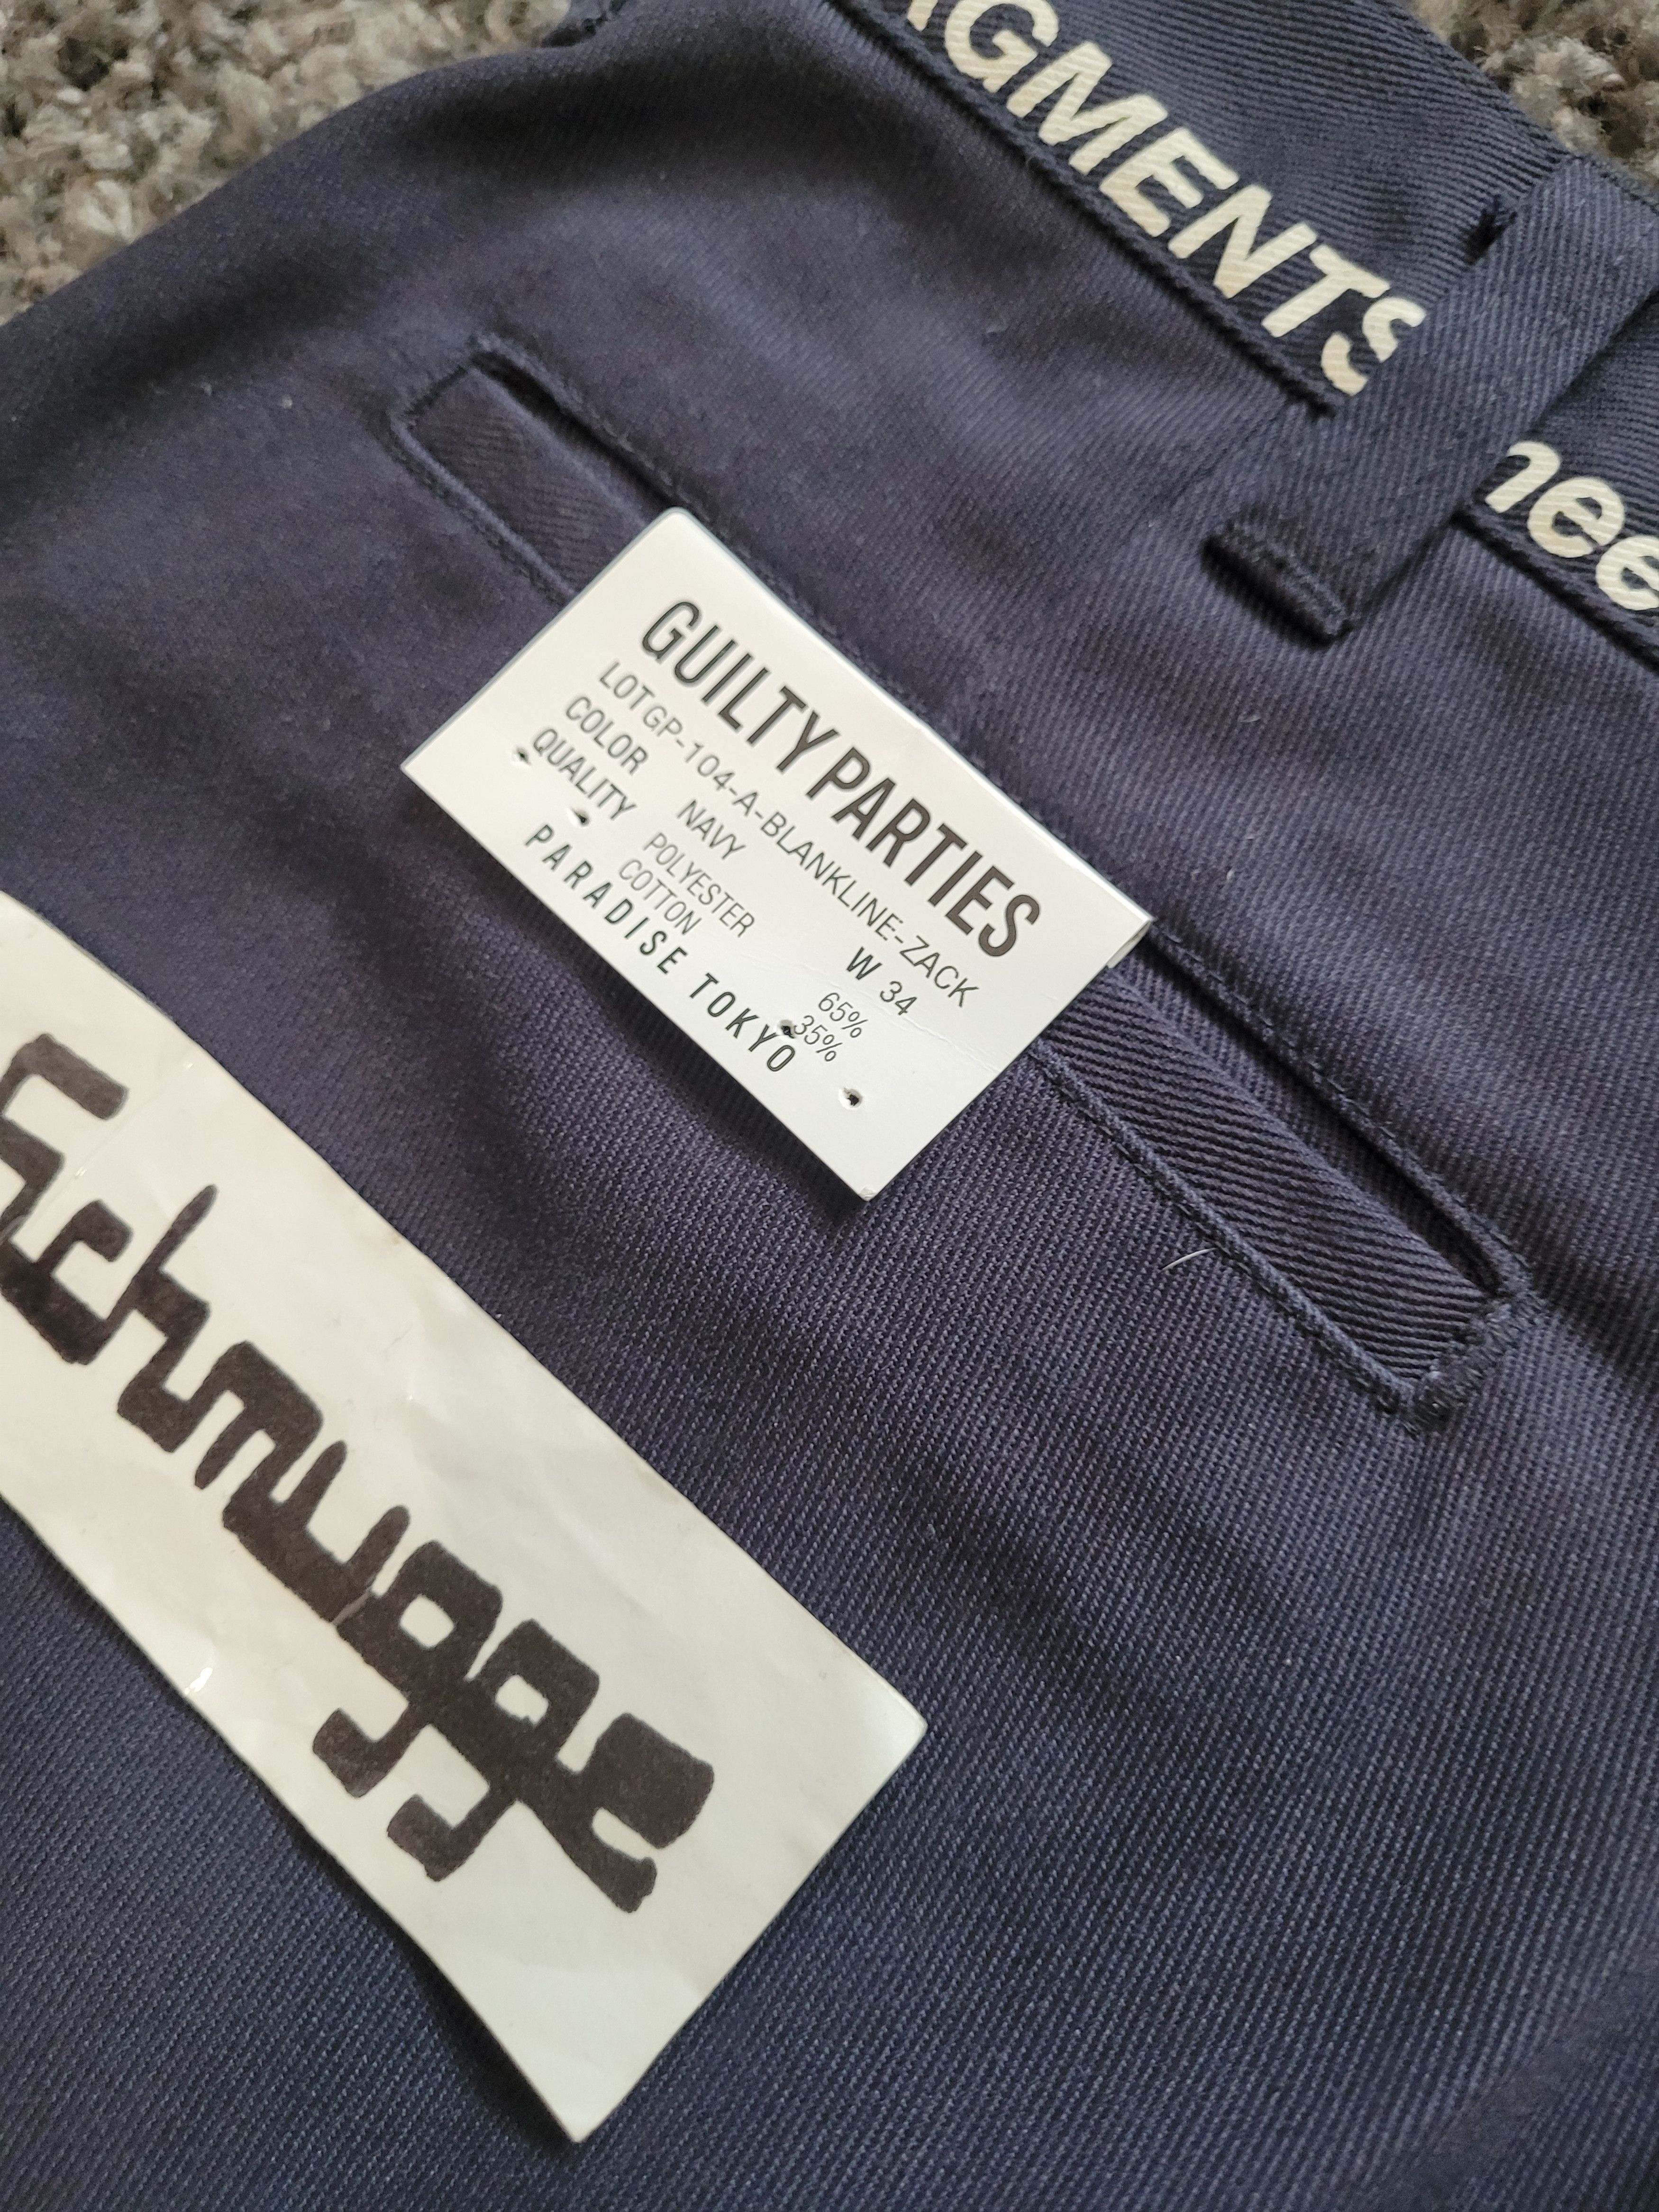 AGMENTS
nee
GUILTY PARTIES
LOT GP-104-A-BLANKLINE-ZACK
COLOR NAVY W 34
QUALITY POLYESTER 65%
COTTON 35%
PARADISE TOKYO
Schmugge